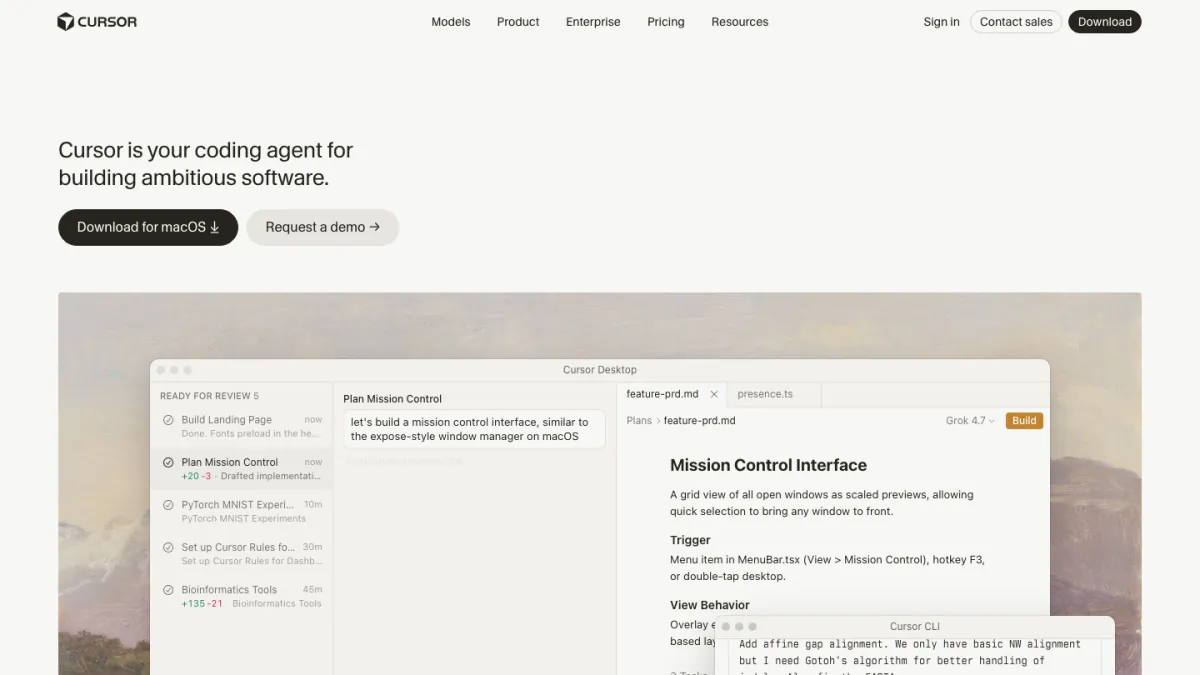 CURSOR
Models
Product
Enterprise
Pricing
Resources
Sign in
Contact sales
Download
Cursor is your coding agent for
building ambitious software.
Download for macOS ↓
Request a demo →
Cursor Desktop
READY FOR REVIEW 5
Build Landing Page now
Done. Fonts preload in the he...
Plan Mission Control now
+20 -3 · Drafted implementati...
PyTorch MNIST Experi... 10m
PyTorch MNIST Experiments
Set up Cursor Rules fo... 30m
Set up Cursor Rules for Dashb...
Bioinformatics Tools 45m
+135 -21 Bioinformatics Tools
Plan Mission Control
let's build a mission control interface, similar to
the expose-style window manager on macOS
feature-prd.md
presence.ts
Plans > feature-prd.md
Grok 4.7
Build
Mission Control Interface
A grid view of all open windows as scaled previews, allowing
quick selection to bring any window to front.
Trigger
Menu item in MenuBar.tsx (View > Mission Control), hotkey F3,
or double-tap desktop.
View Behavior
Overlay
based
Cursor CLI
Add affine gap alignment. We only have basic NW alignment
but I need Gotoh's algorithm for better handling of